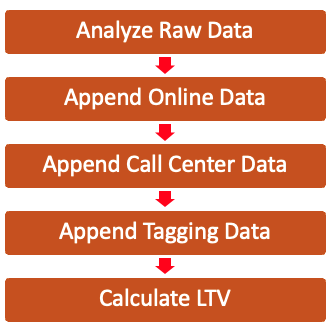 Analyze Raw Data
Append Online Data
Append Call Center Data
Append Tagging Data
Calculate LTV